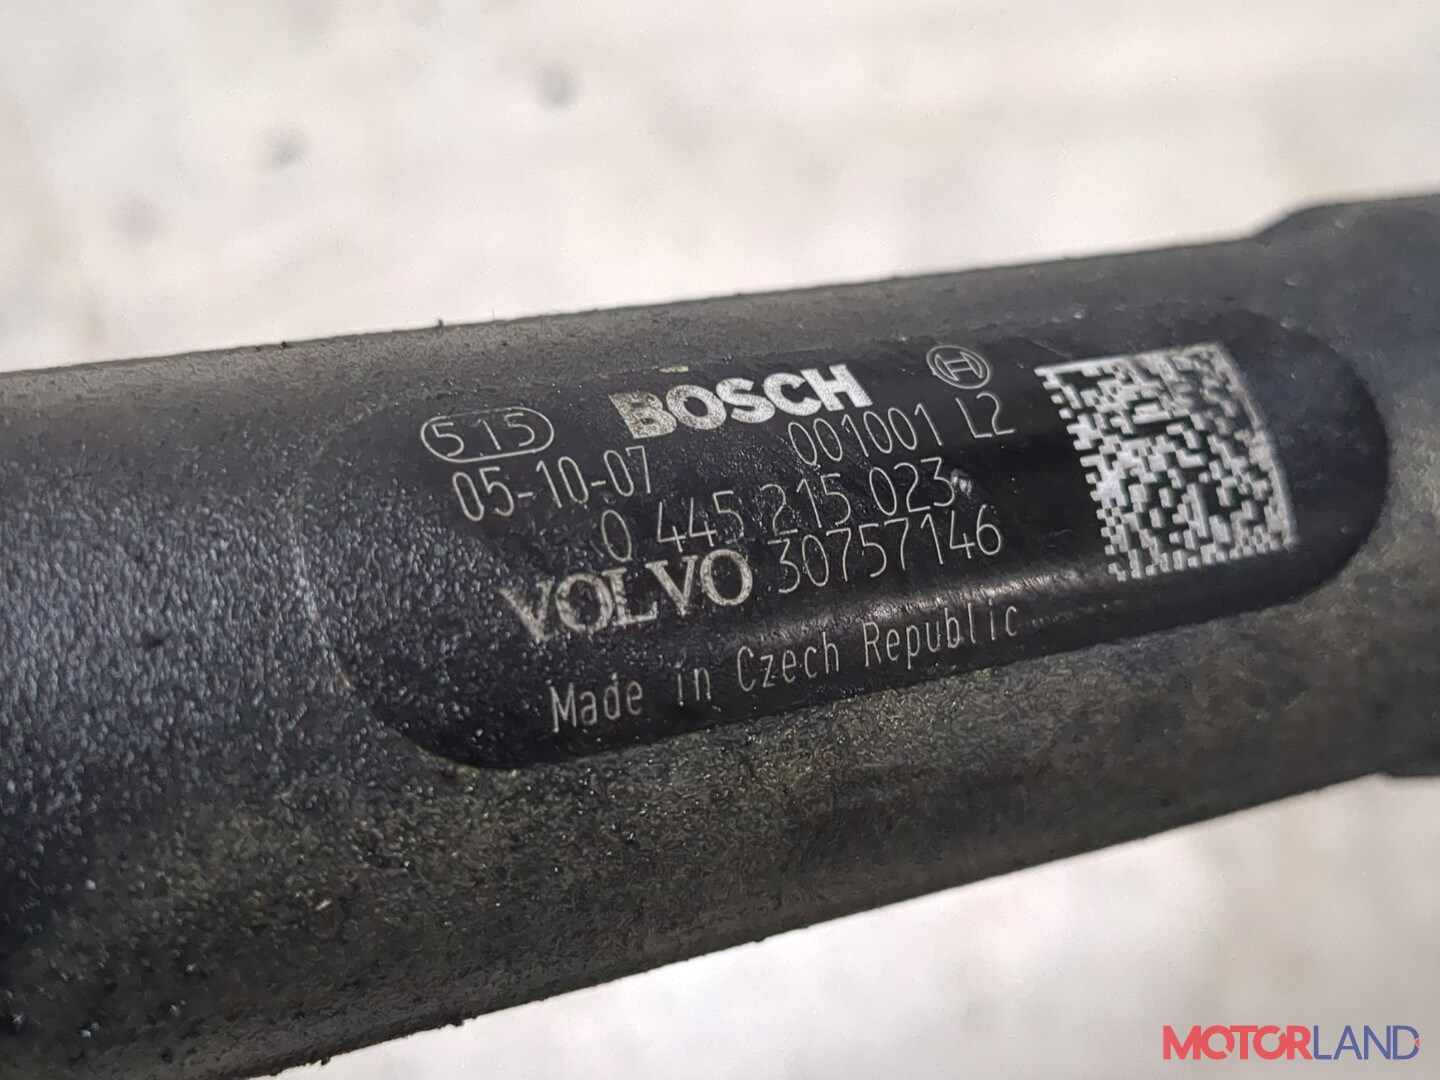 BOSCH
515
05-10-07 001001 L2
0 445 215 023
VOLVO 30757146
Made in Czech Republic
MOTORLAND